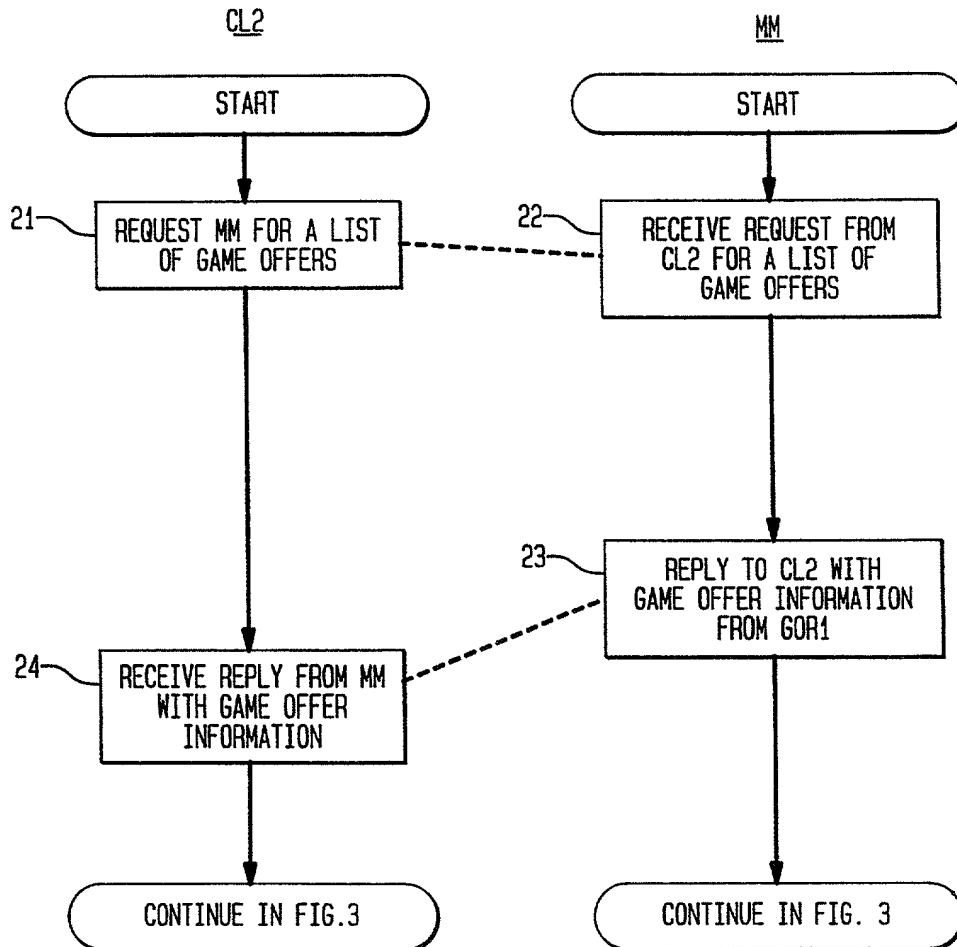 CL2
MM
START
START
21
REQUEST MM FOR A LIST
OF GAME OFFERS
22
RECEIVE REQUEST FROM
CL2 FOR A LIST OF
GAME OFFERS
23
REPLY TO CL2 WITH
GAME OFFER INFORMATION
FROM GOR1
24
RECEIVE REPLY FROM MM
WITH GAME OFFER
INFORMATION
CONTINUE IN FIG.3
CONTINUE IN FIG. 3